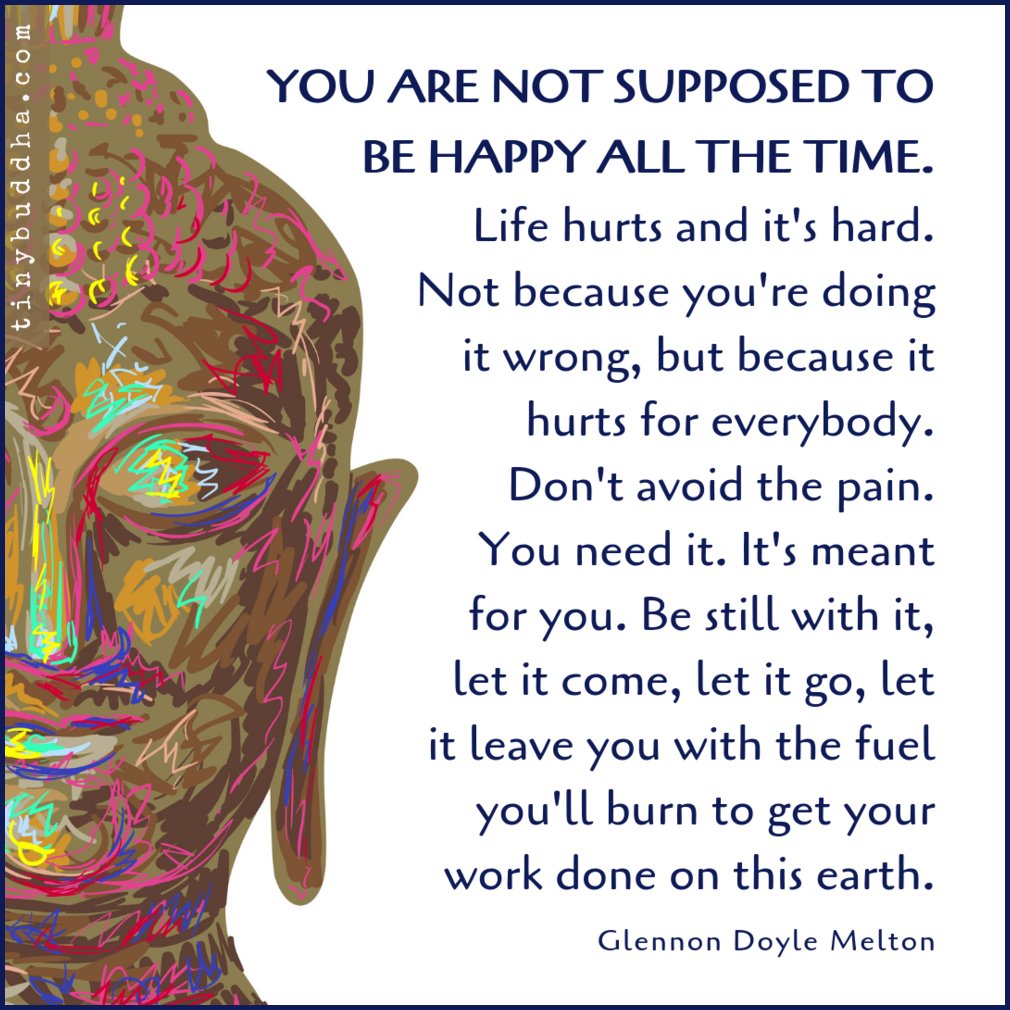 tinybuddha.com
YOU ARE NOT SUPPOSED TO
BE HAPPY ALL THE TIME.
Life hurts and it's hard.
Not because you're doing
it wrong, but because it
hurts for everybody.
Don't avoid the pain.
You need it. It's meant
for you. Be still with it,
let it come, let it go, let
it leave you with the fuel
you'll burn to get your
work done on this earth.
Glennon Doyle Melton